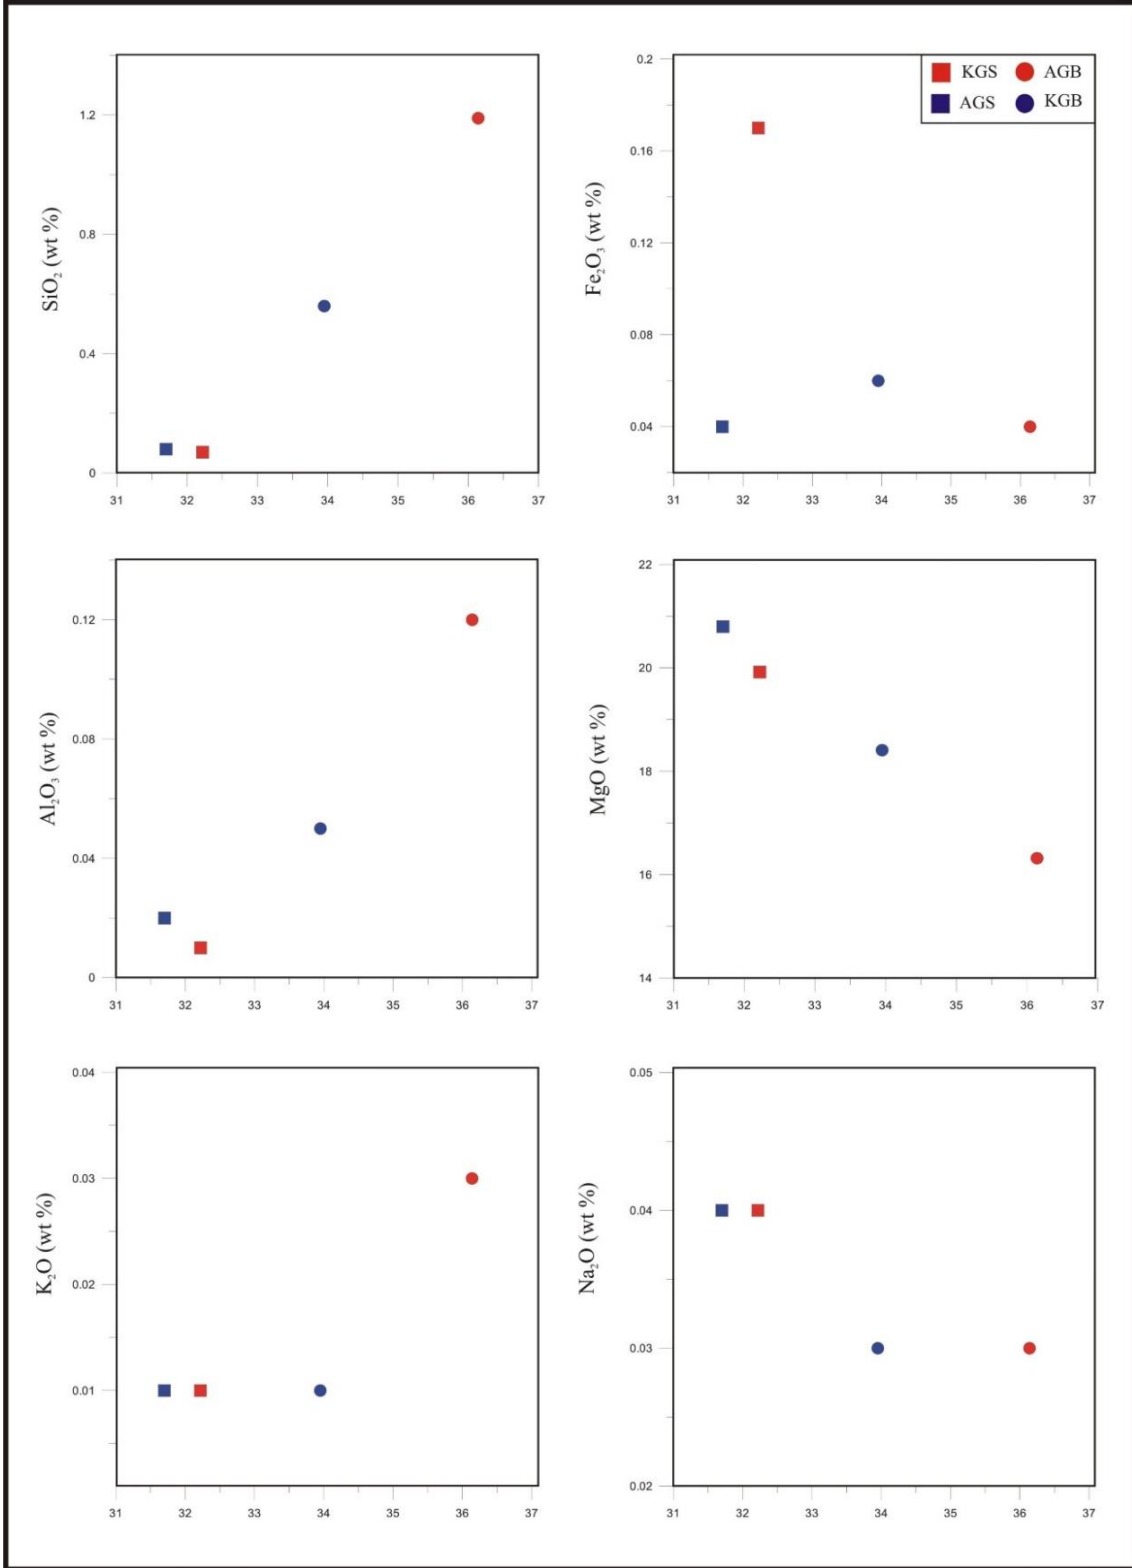 SiO₂ (wt %)
1.2
0.8
0.4
0
31 32 33 34 35 36 37
Fe₂O₃ (wt %)
0.2
0.16
0.12
0.08
0.04
31 32 33 34 35 36 37
KGS AGB
AGS KGB
Al₂O₃ (wt %)
0.12
0.08
0.04
0
31 32 33 34 35 36 37
MgO (wt %)
22
20
18
16
14
31 32 33 34 35 36 37
K₂O (wt %)
0.04
0.03
0.02
0.01
31 32 33 34 35 36 37
Na₂O (wt %)
0.05
0.04
0.03
0.02
31 32 33 34 35 36 37